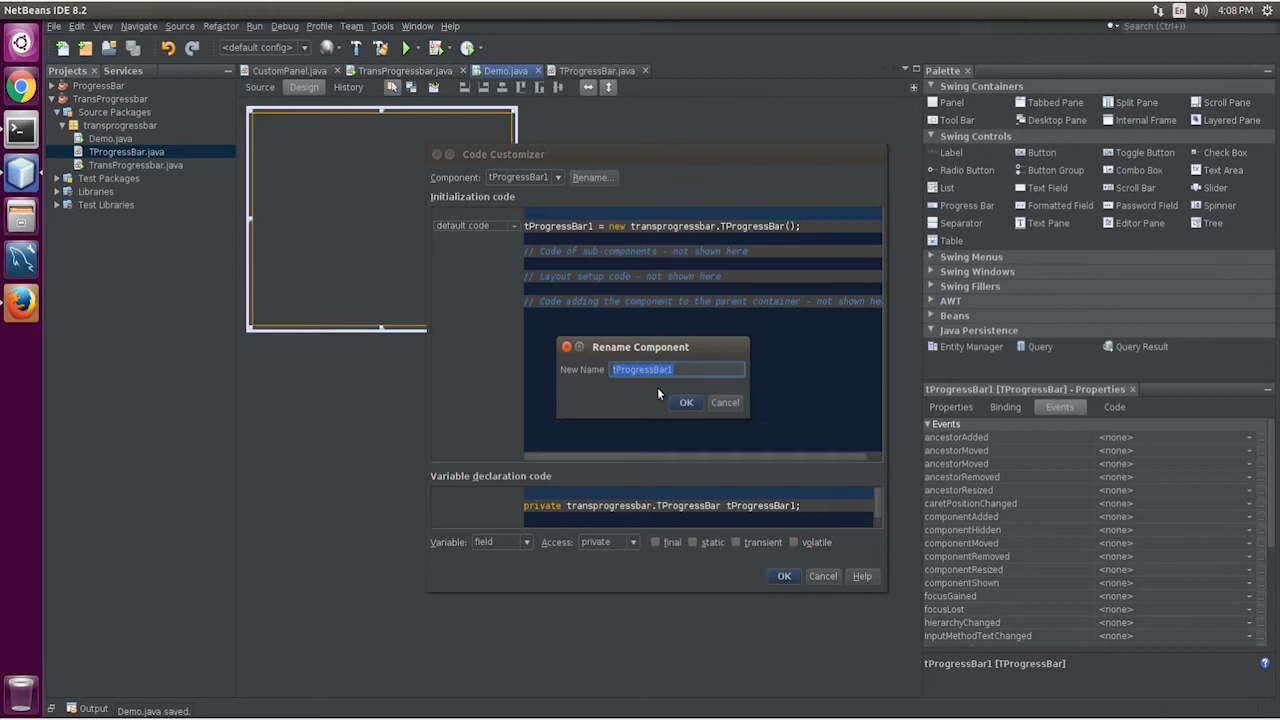 NetBeans IDE 8.2
En
4:08 PM
File Edit View Navigate Source Refactor Run Debug Profile Team Tools Window Help
Search (Ctrl+I)
<default config>
Projects Services
CustomPanel.java TransProgressbar.java Demo.java TProgressBar.java
Source Design History
ProgressBar
TransProgressbar
Source Packages
transprogressbar
Demo.java
TProgressBar.java
TransProgressbar.java
Test Packages
Libraries
Test Libraries
Code Customizer
Component: tProgressBar1 Rename...
Initialization code
default code
tProgressBar1 = new transprogressbar.TProgressBar();
// Code of sub-components - not shown here
// Layout setup code - not shown here
// Code adding the component to the parent container - not shown he
Rename Component
New Name tProgressBar1
OK Cancel
Variable declaration code
private transprogressbar.TProgressBar tProgressBar1;
Variable: field Access: private final static transient volatile
OK Cancel Help
Palette
Swing Containers
Panel Tabbed Pane Split Pane Scroll Pane
Tool Bar Desktop Pane Internal Frame Layered Pane
Swing Controls
Label Button Toggle Button Check Box
Radio Button Button Group Combo Box Text Area
List Text Field Scroll Bar Slider
Progress Bar Formatted Field Password Field Spinner
Separator Text Pane Editor Pane Tree
Table
Swing Menus
Swing Windows
Swing Fillers
AWT
Beans
Java Persistence
Entity Manager Query Query Result
tProgressBar1 [TProgressBar] - Properties
Properties Binding Events Code
Events
ancestorAdded <none>
ancestorMoved <none>
ancestorMoved <none>
ancestorRemoved <none>
ancestorResized <none>
caretPositionChanged <none>
componentAdded <none>
componentHidden <none>
componentMoved <none>
componentRemoved <none>
componentResized <none>
componentShown <none>
focusGained <none>
focusLost <none>
hierarchyChanged <none>
inputMethodTextChanged <none>
tProgressBar1 [TProgressBar]
Output Demo.java saved.